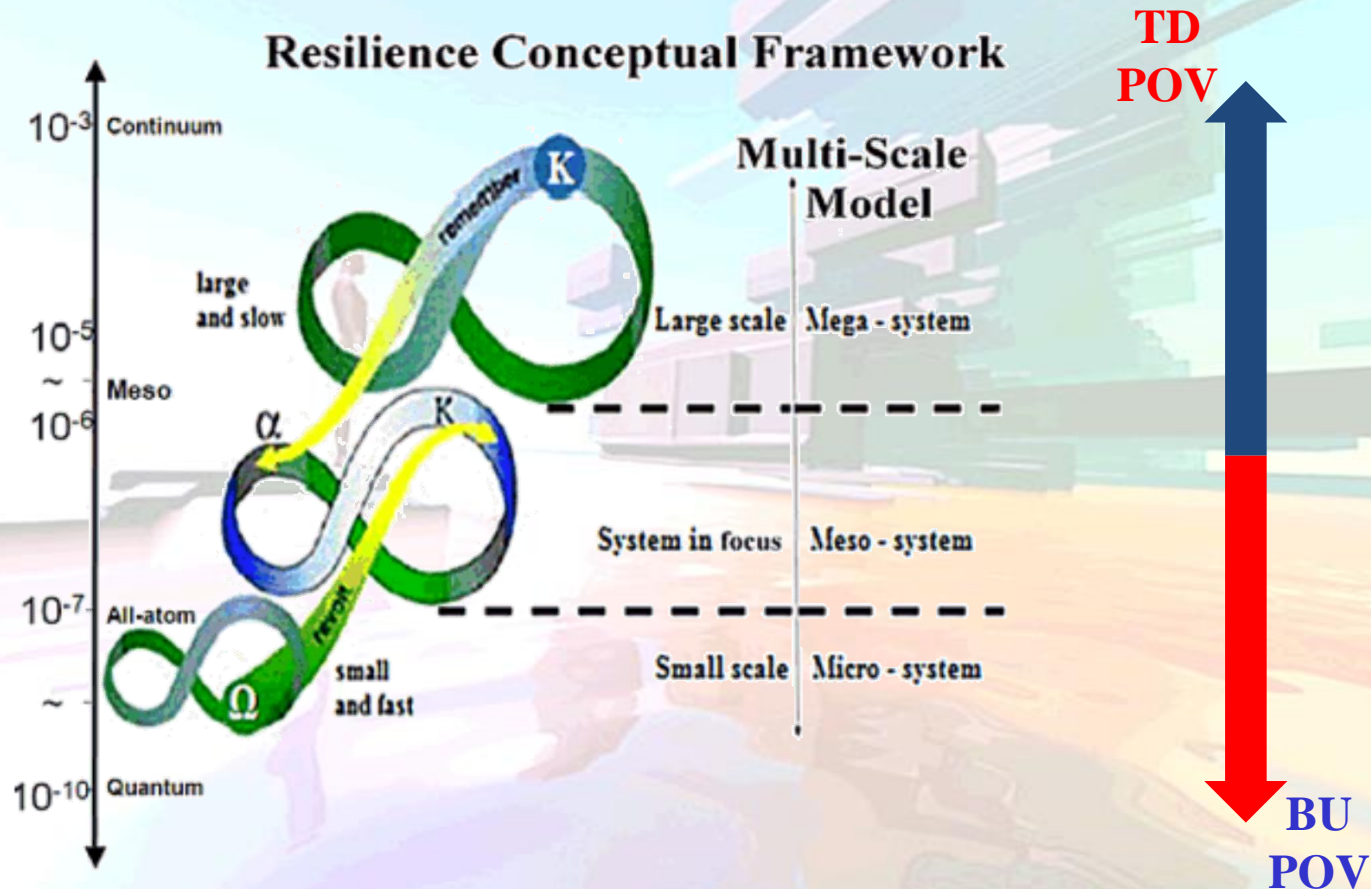 TD
POV
Resilience Conceptual Framework
10-3 Continuum
K
remember
Multi-Scale
Model
large
and slow
10-5
Large scale Mega - system
~
Meso
10-6
α
K
System in focus Meso - system
10-7
All-atom
revolt
Small scale Micro - system
small
and fast
~
Ω
10-10 Quantum
BU
POV